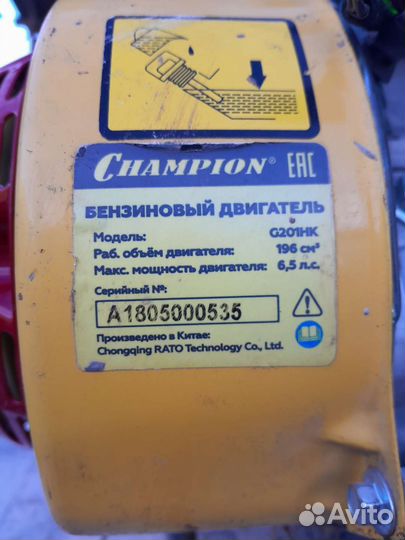 CHAMPION® EAC
БЕНЗИНОВЫЙ ДВИГАТЕЛЬ
Модель: G201HK
Раб. объём двигателя: 196 см³
Макс. мощность двигателя: 6,5 л.с.
Серийный №:
A1805000535
Произведено в Китае:
Chongqing RATO Technology Co., Ltd.
Avito